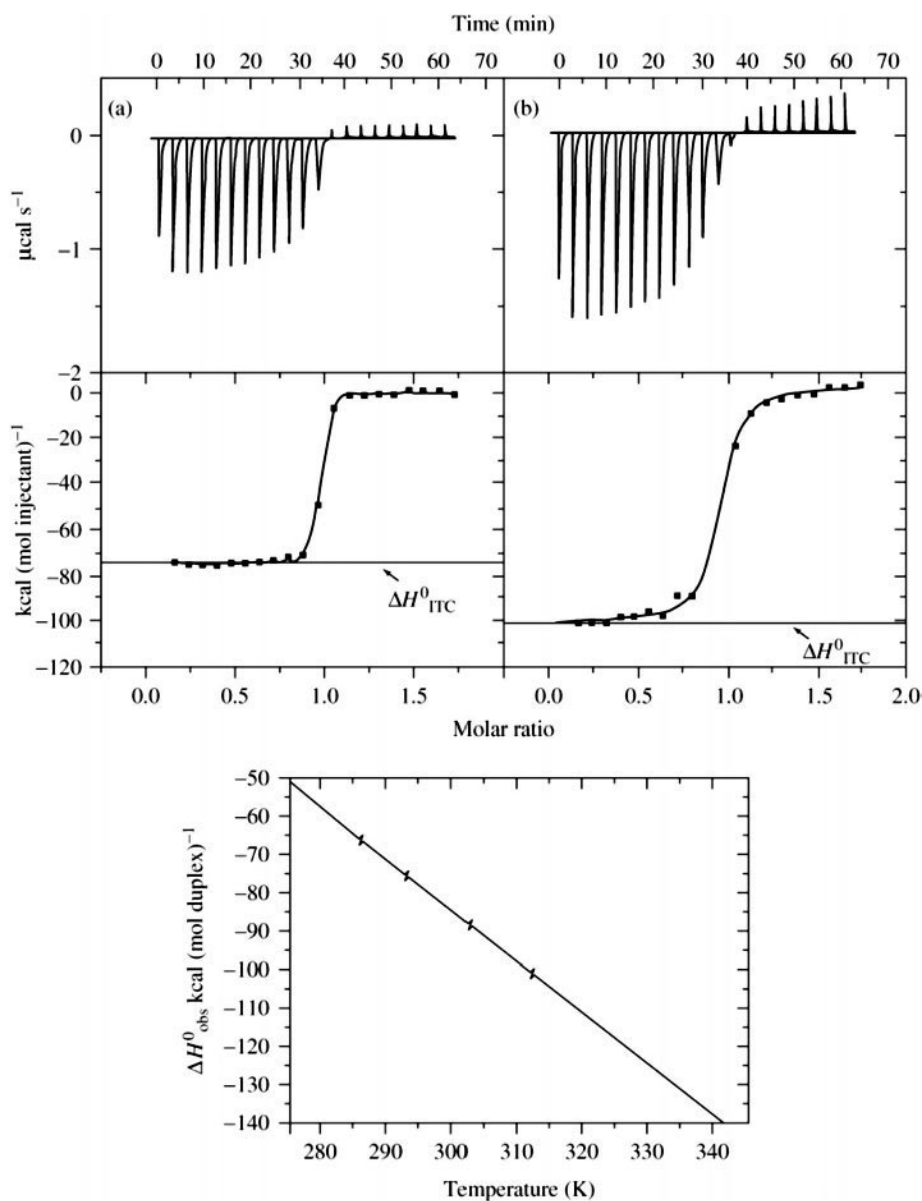 Time (min)
0 10 20 30 40 50 60 70 0 10 20 30 40 50 60 70
(a) (b)
0
−1
−2
μcal s⁻¹
0
−20
−40
−60
−80
−100
−120
kcal (mol injectant)⁻¹
ΔH⁰ITC
ΔH⁰ITC
0.0 0.5 1.0 1.5 0.0 0.5 1.0 1.5 2.0
Molar ratio
−50
−60
−70
−80
−90
−100
−110
−120
−130
−140
ΔH⁰obs kcal (mol duplex)⁻¹
280 290 300 310 320 330 340
Temperature (K)